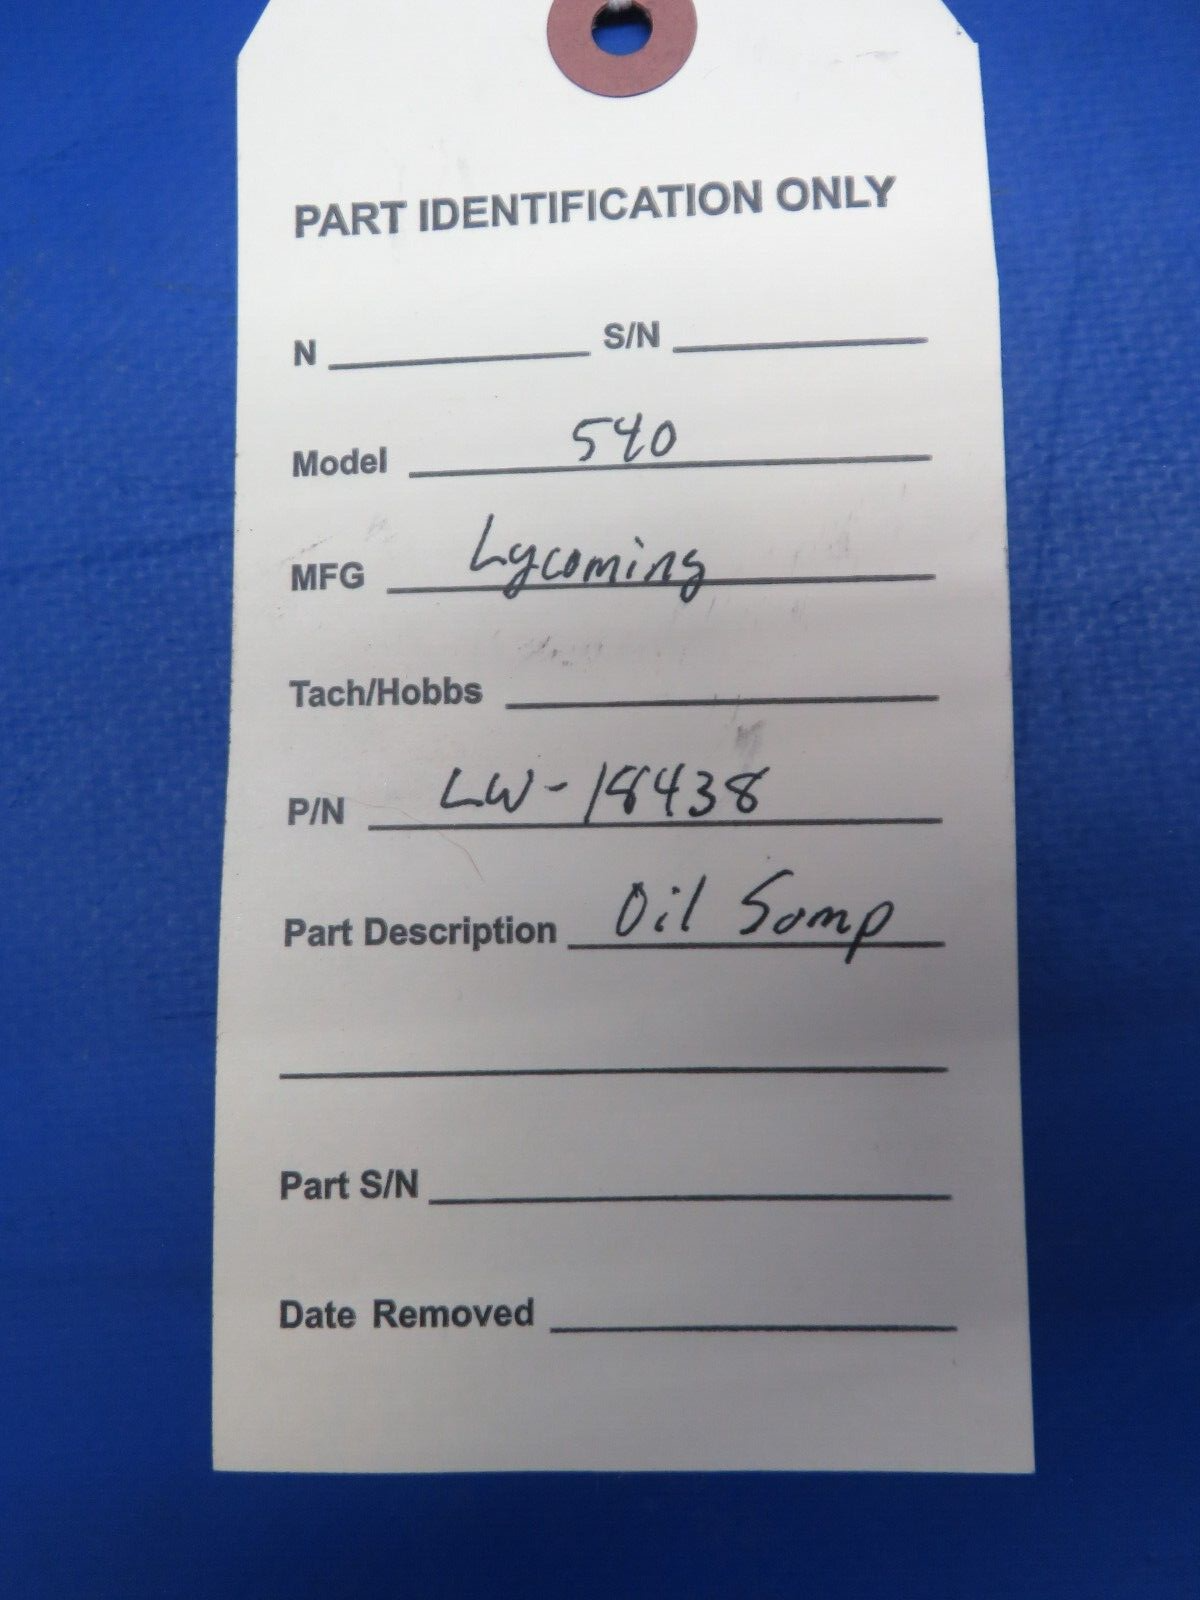 PART IDENTIFICATION ONLY
N S/N
Model 540
MFG Lycoming
Tach/Hobbs
P/N LW-18438
Part Description Oil Somp
Part S/N
Date Removed